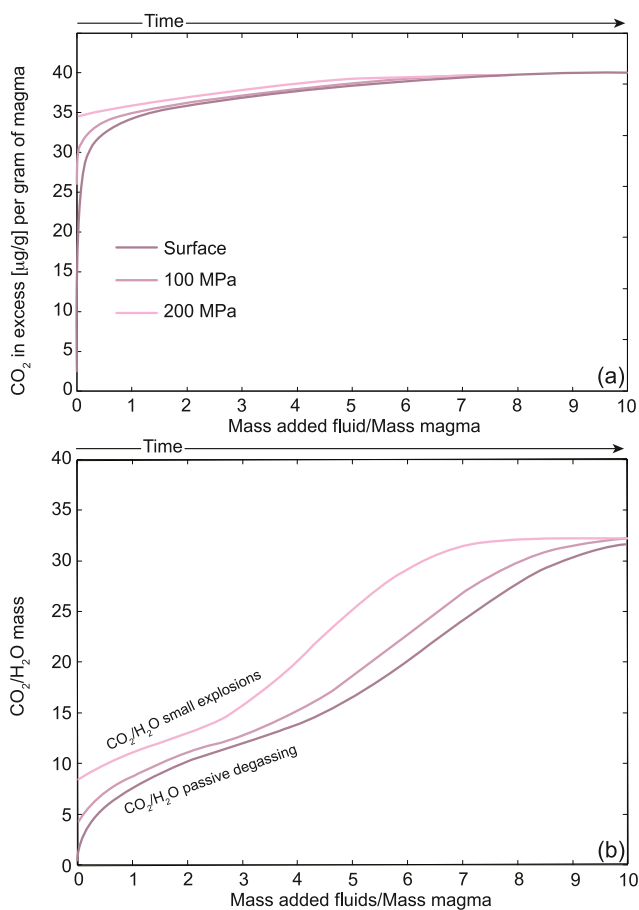 Time
40
35
30
25
20
15
10
5
0
CO₂ in excess [µg/g] per gram of magma
Surface
100 MPa
200 MPa
(a)
0 1 2 3 4 5 6 7 8 9 10
Mass added fluid/Mass magma
Time
40
35
30
25
20
15
10
5
0
CO₂/H₂O mass
CO₂/H₂O small explosions
CO₂/H₂O passive degassing
(b)
0 1 2 3 4 5 6 7 8 9 10
Mass added fluids/Mass magma